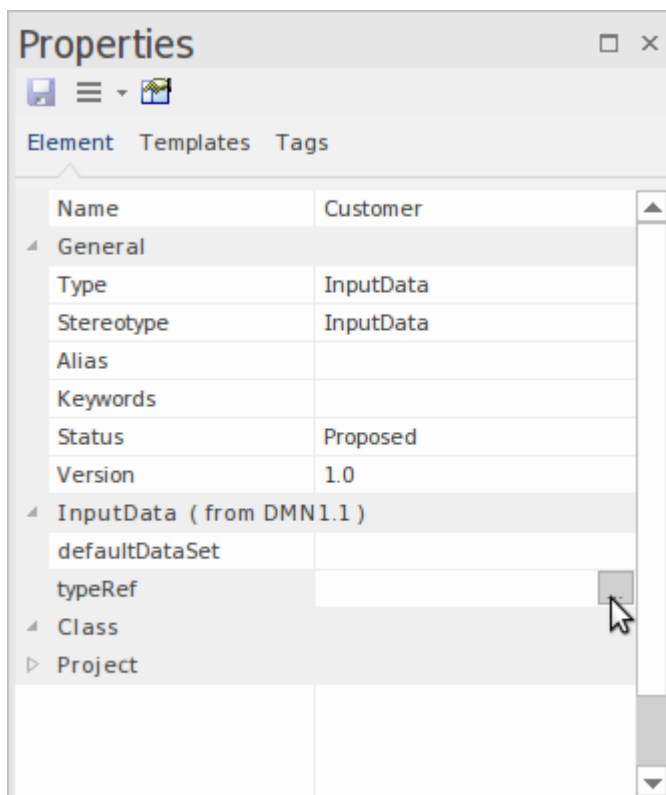 Properties
Element Templates Tags
Name Customer
General
Type InputData
Stereotype InputData
Alias
Keywords
Status Proposed
Version 1.0
InputData (from DMN1.1)
defaultDataSet
typeRef ...
Class
Project